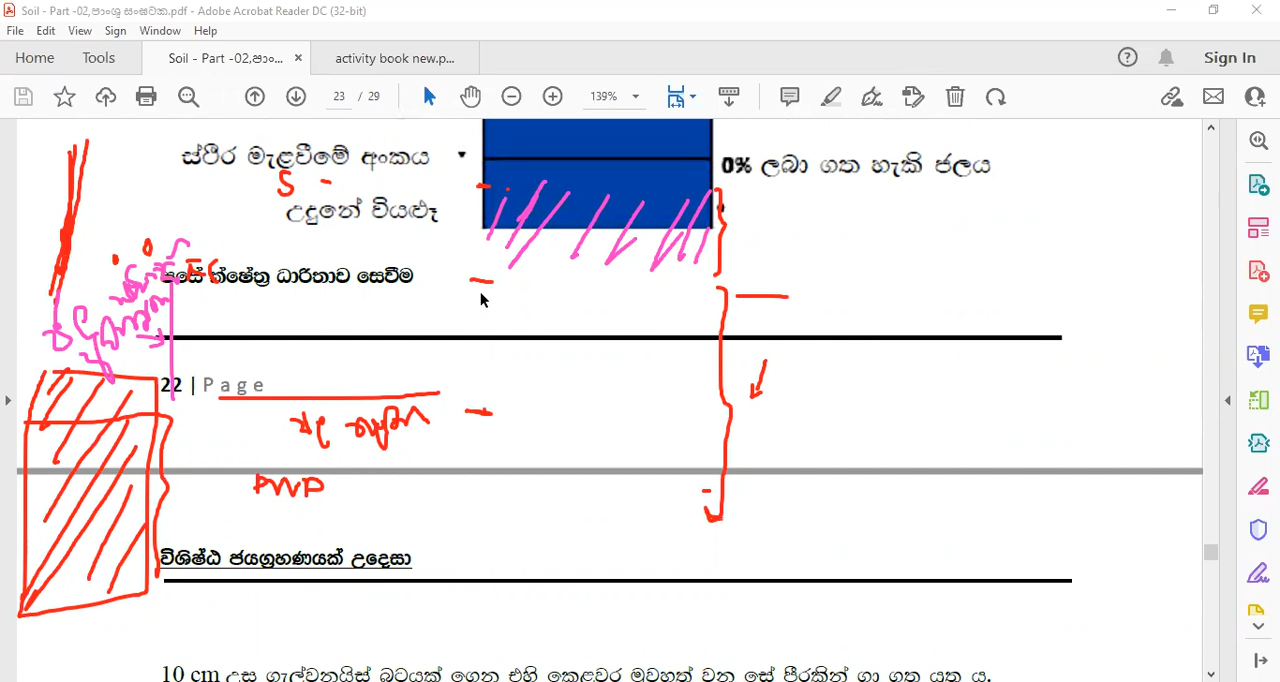 Soil - Part -02,පාංශු සංඝටක.pdf - Adobe Acrobat Reader DC (32-bit)
File Edit View Sign Window Help
Home Tools Soil - Part -02,පාං... × activity book new.p... Sign In
23 / 29 139%
ස්ථිර මැළවීමේ අංකය
0% ලබා ගත හැකි ජලය
S
උදුනේ වියළූ
ක්ෂේත්‍ර ධාරිතාව සෙවීම
22 | Page
PWP
විශිෂ්ඨ ජයග්‍රහණයක් උදෙසා
10 cm උස ගැල්වනයිස් බටයක් ගෙන එහි කෙළවර මුවහත් වන සේ පීරකින් ගා ගත යුතු ය.